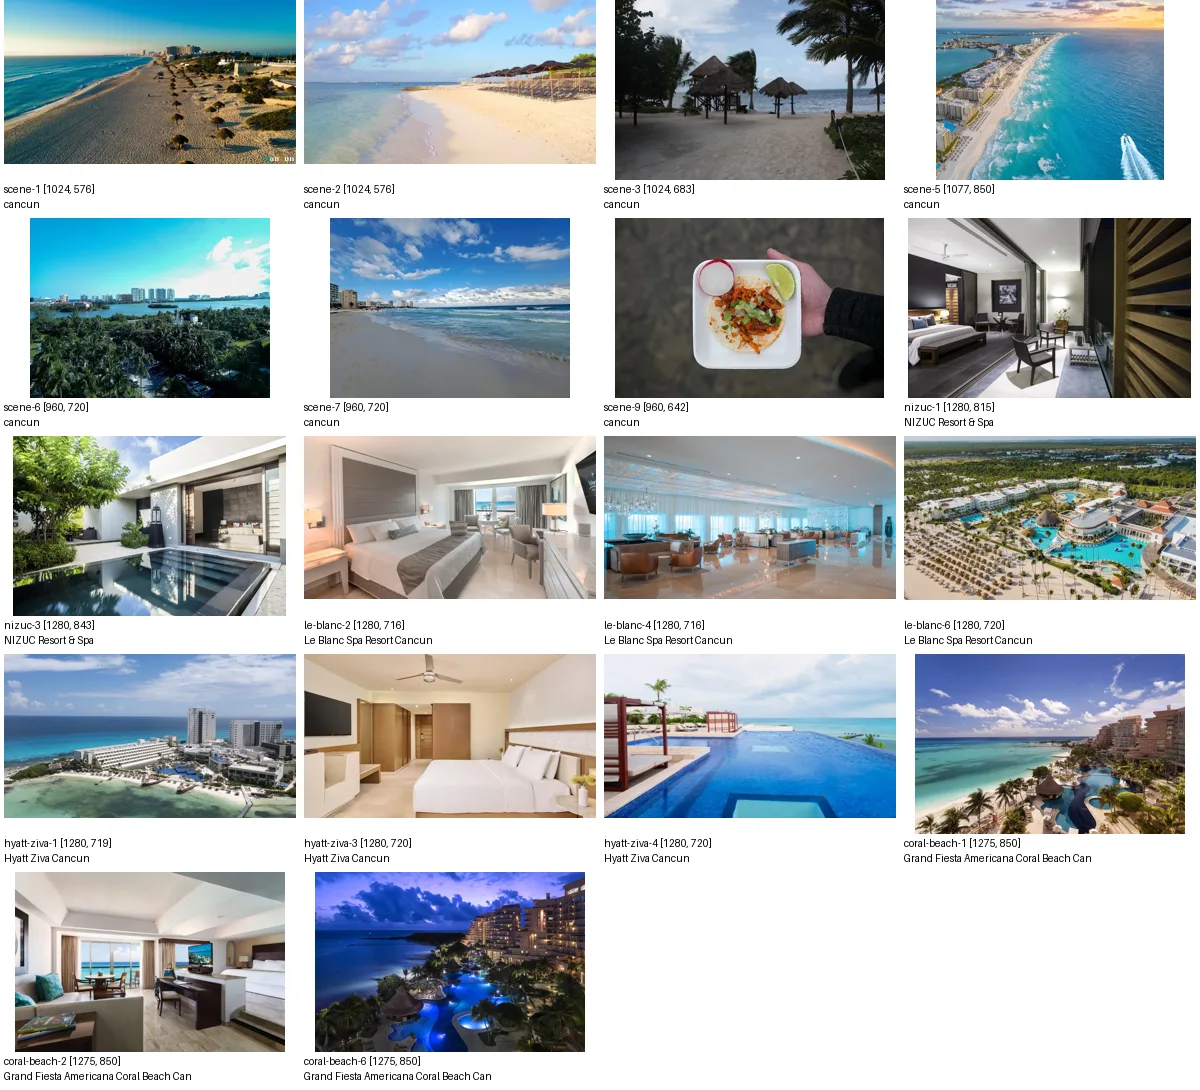 scene-1 [1024, 576]
cancun
scene-2 [1024, 576]
cancun
scene-3 [1024, 683]
cancun
scene-5 [1077, 850]
cancun
scene-6 [960, 720]
cancun
scene-7 [960, 720]
cancun
scene-9 [960, 642]
cancun
nizuc-1 [1280, 815]
NIZUC Resort & Spa
nizuc-3 [1280, 843]
NIZUC Resort & Spa
le-blanc-2 [1280, 716]
Le Blanc Spa Resort Cancun
le-blanc-4 [1280, 716]
Le Blanc Spa Resort Cancun
le-blanc-6 [1280, 720]
Le Blanc Spa Resort Cancun
hyatt-ziva-1 [1280, 719]
Hyatt Ziva Cancun
hyatt-ziva-3 [1280, 720]
Hyatt Ziva Cancun
hyatt-ziva-4 [1280, 720]
Hyatt Ziva Cancun
coral-beach-1 [1275, 850]
Grand Fiesta Americana Coral Beach Can
coral-beach-2 [1275, 850]
Grand Fiesta Americana Coral Beach Can
coral-beach-6 [1275, 850]
Grand Fiesta Americana Coral Beach Can